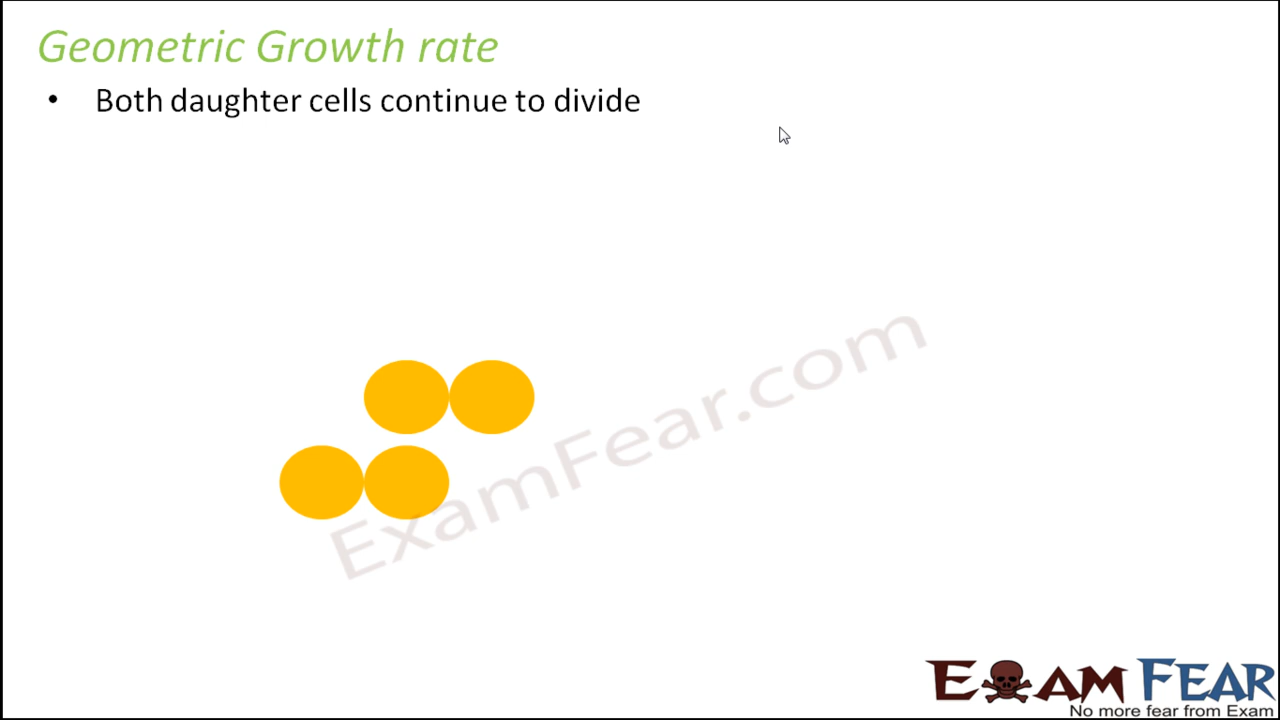 Geometric Growth rate
• Both daughter cells continue to divide
ExamFear.com
EXAM FEAR
No more fear from Exam